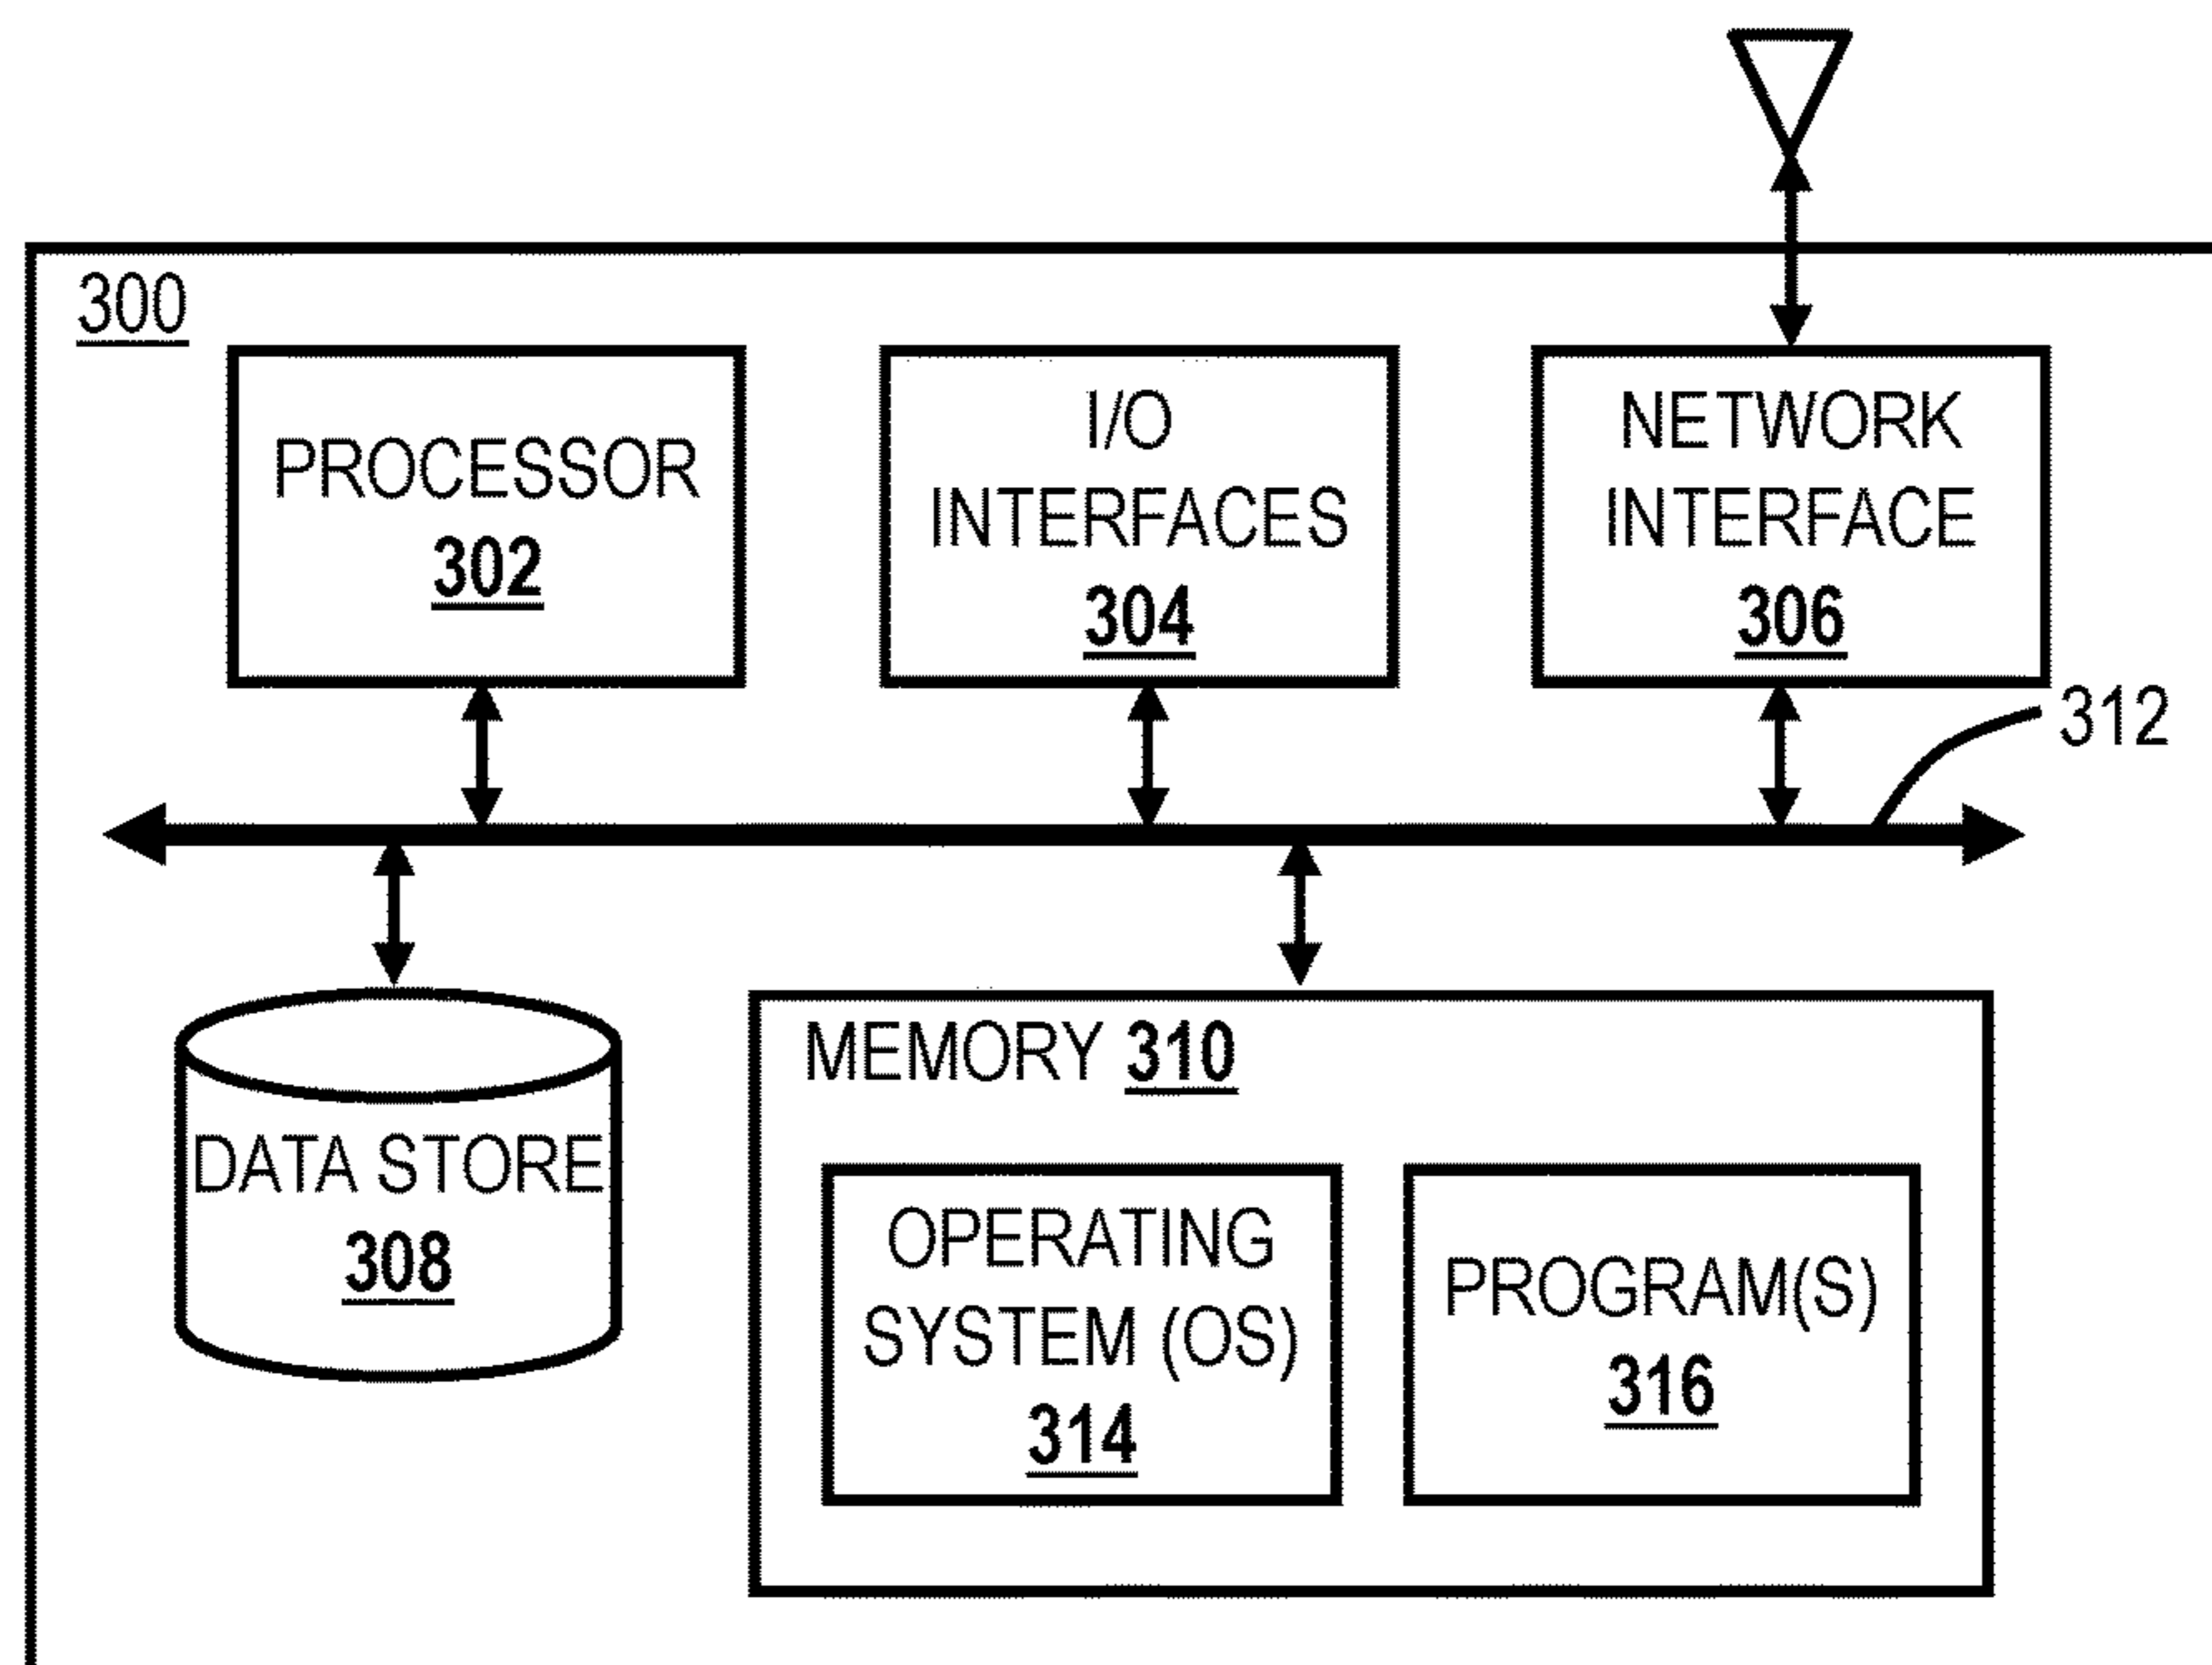 300
PROCESSOR
302
I/O
INTERFACES
304
NETWORK
INTERFACE
306
312
DATA STORE
308
MEMORY 310
OPERATING
SYSTEM (OS)
314
PROGRAM(S)
316